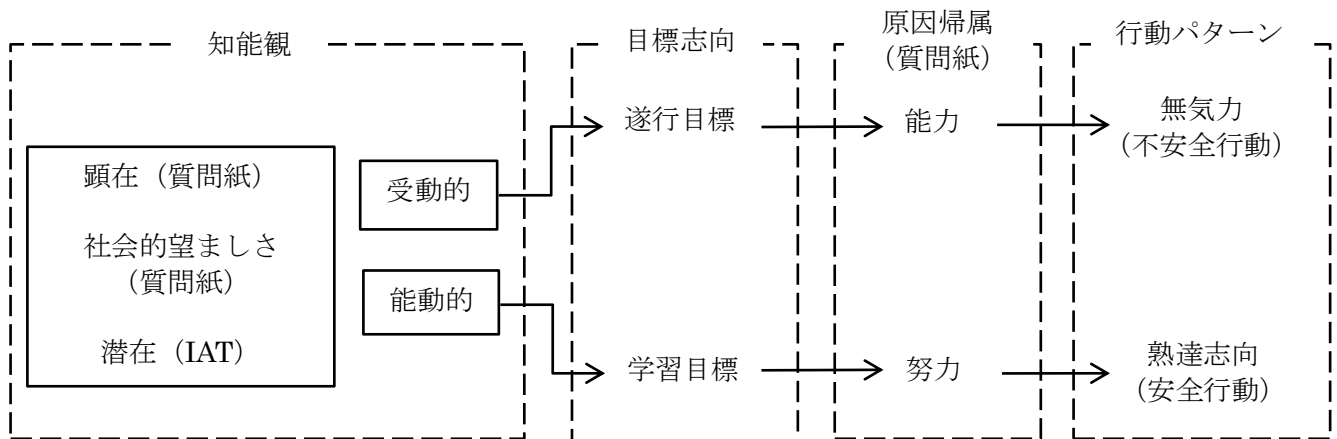 知能観
目標志向
原因帰属
(質問紙)
行動パターン
顕在（質問紙）
社会的望ましさ
（質問紙）
潜在（IAT）
受動的
能動的
遂行目標
学習目標
能力
努力
無気力
(不安全行動)
熟達志向
(安全行動)